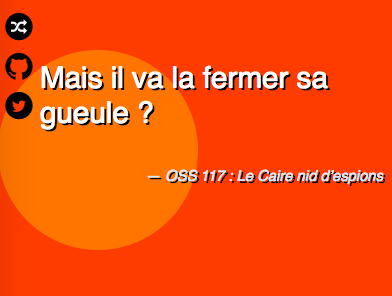 Mais il va la fermer sa
gueule ?
— OSS 117 : Le Caire nid d'espions